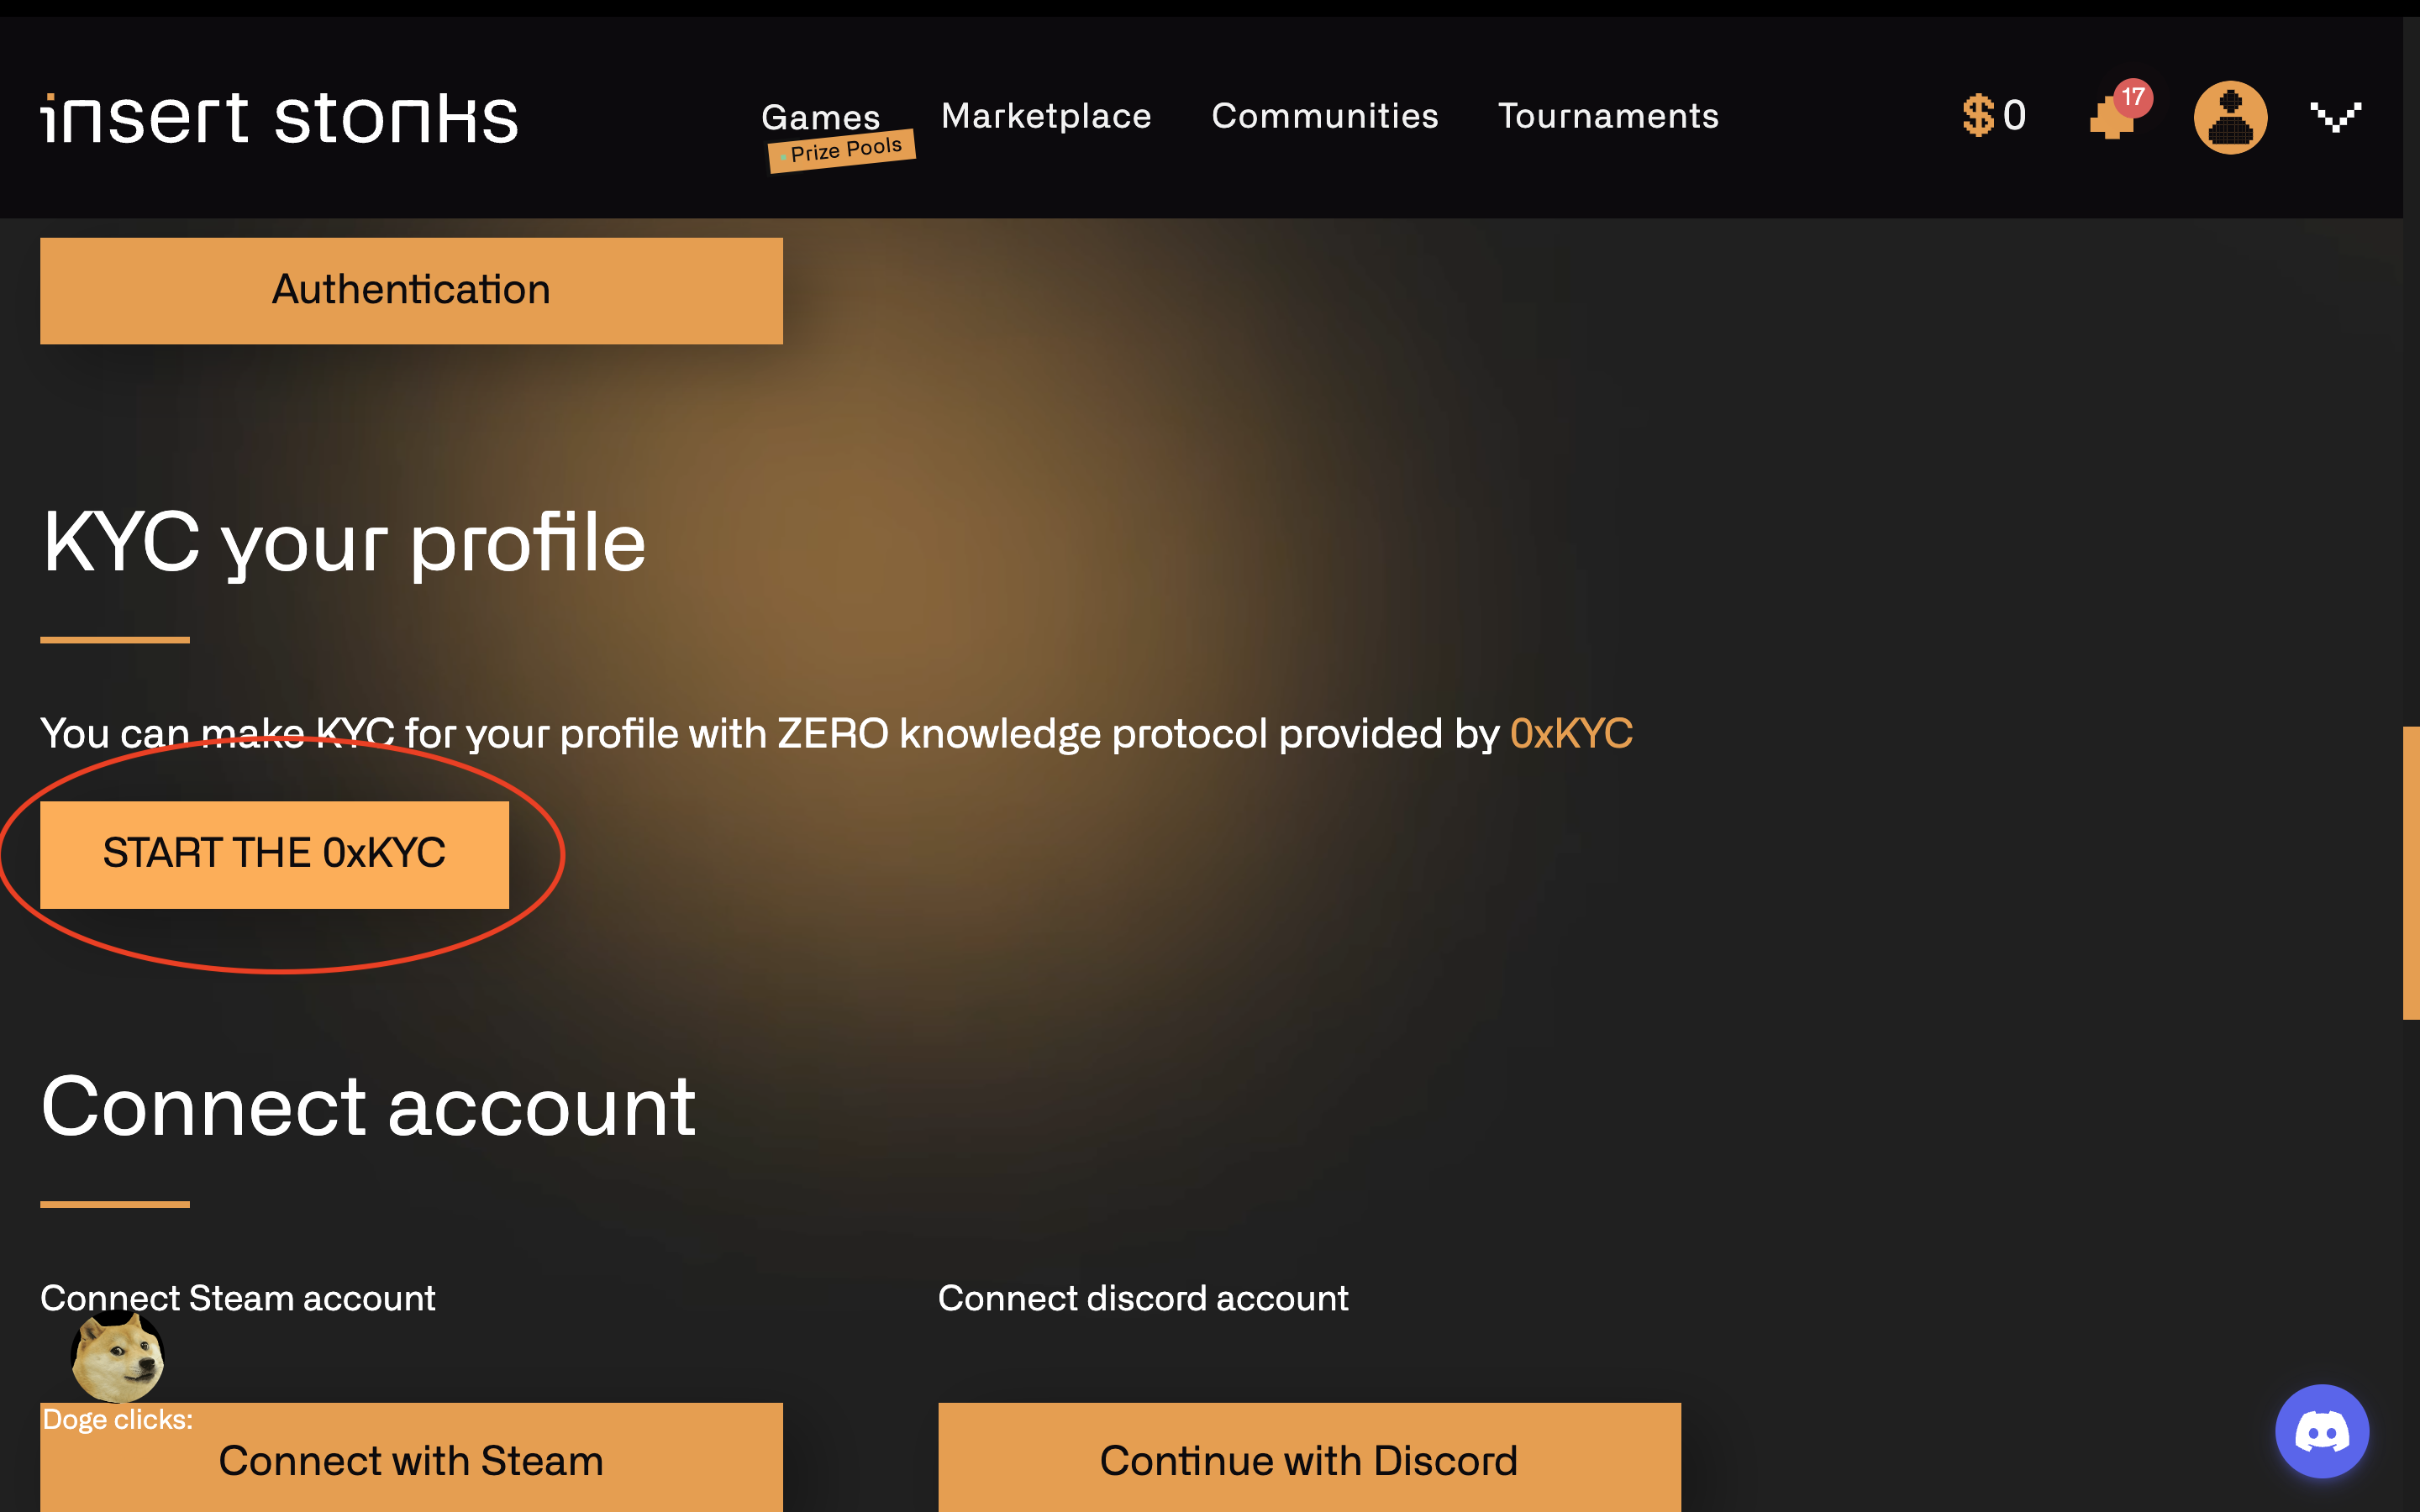 insert stonks
Games
Marketplace
Communities
Tournaments
$ 0
17
Prize Pools
Authentication
KYC your profile
You can make KYC for your profile with ZERO knowledge protocol provided by 0xKYC
START THE 0xKYC
Connect account
Connect Steam account
Connect discord account
Doge clicks:
Connect with Steam
Continue with Discord